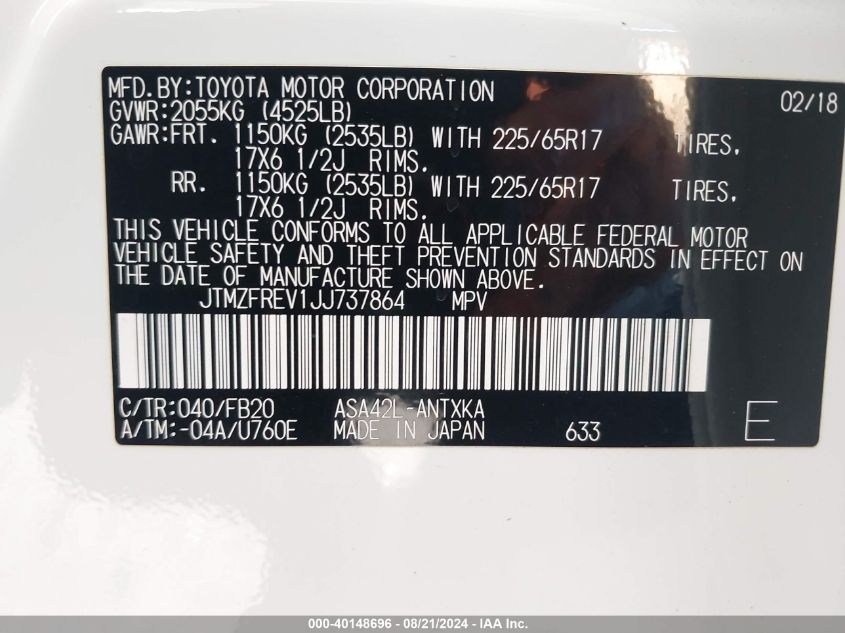 MFD.BY:TOYOTA MOTOR CORPORATION 02/18
GVWR:2055KG (4525LB)
GAWR:FRT. 1150KG (2535LB) WITH 225/65R17 TIRES,
17X6 1/2J RIMS.
RR. 1150KG (2535LB) WITH 225/65R17 TIRES,
17X6 1/2J RIMS.
THIS VEHICLE CONFORMS TO ALL APPLICABLE FEDERAL MOTOR
VEHICLE SAFETY AND THEFT PREVENTION STANDARDS IN EFFECT ON
THE DATE OF MANUFACTURE SHOWN ABOVE.
JTMZFREV1JJ737864 MPV
C/TR:040/FB20 ASA42L-ANTXKA
A/TM:-04A/U760E MADE IN JAPAN 633 E
000-40148696 - 08/21/2024 - IAA Inc.